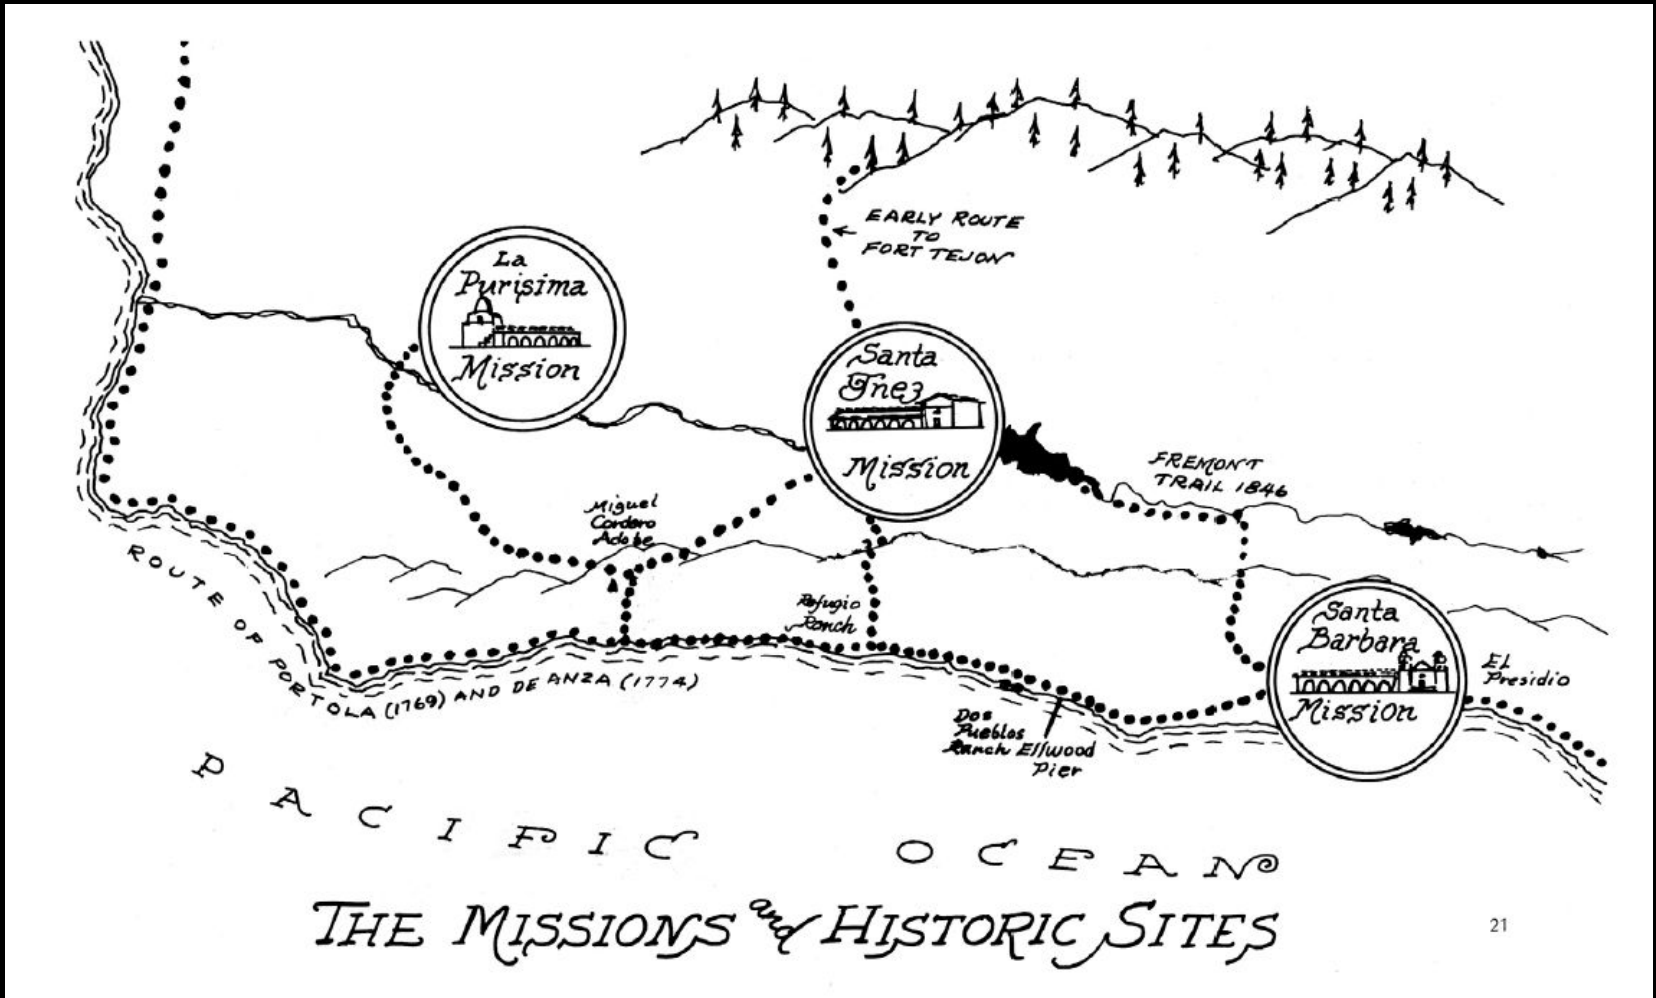 EARLY ROUTE
TO
FORT TEJON
La
Purisima
Mission
Santa
Ynez
Mission
FREMONT
TRAIL 1846
Miguel
Cordero
Adobe
Refugio
Ranch
Santa
Barbara
Mission
EL
Presidio
ROUTE OF PORTOLA (1769) AND DE ANZA (1774)
Dos
Pueblos
Ranch
Ellwood
Pier
PACIFIC OCEAN
THE MISSIONS and HISTORIC SITES
21